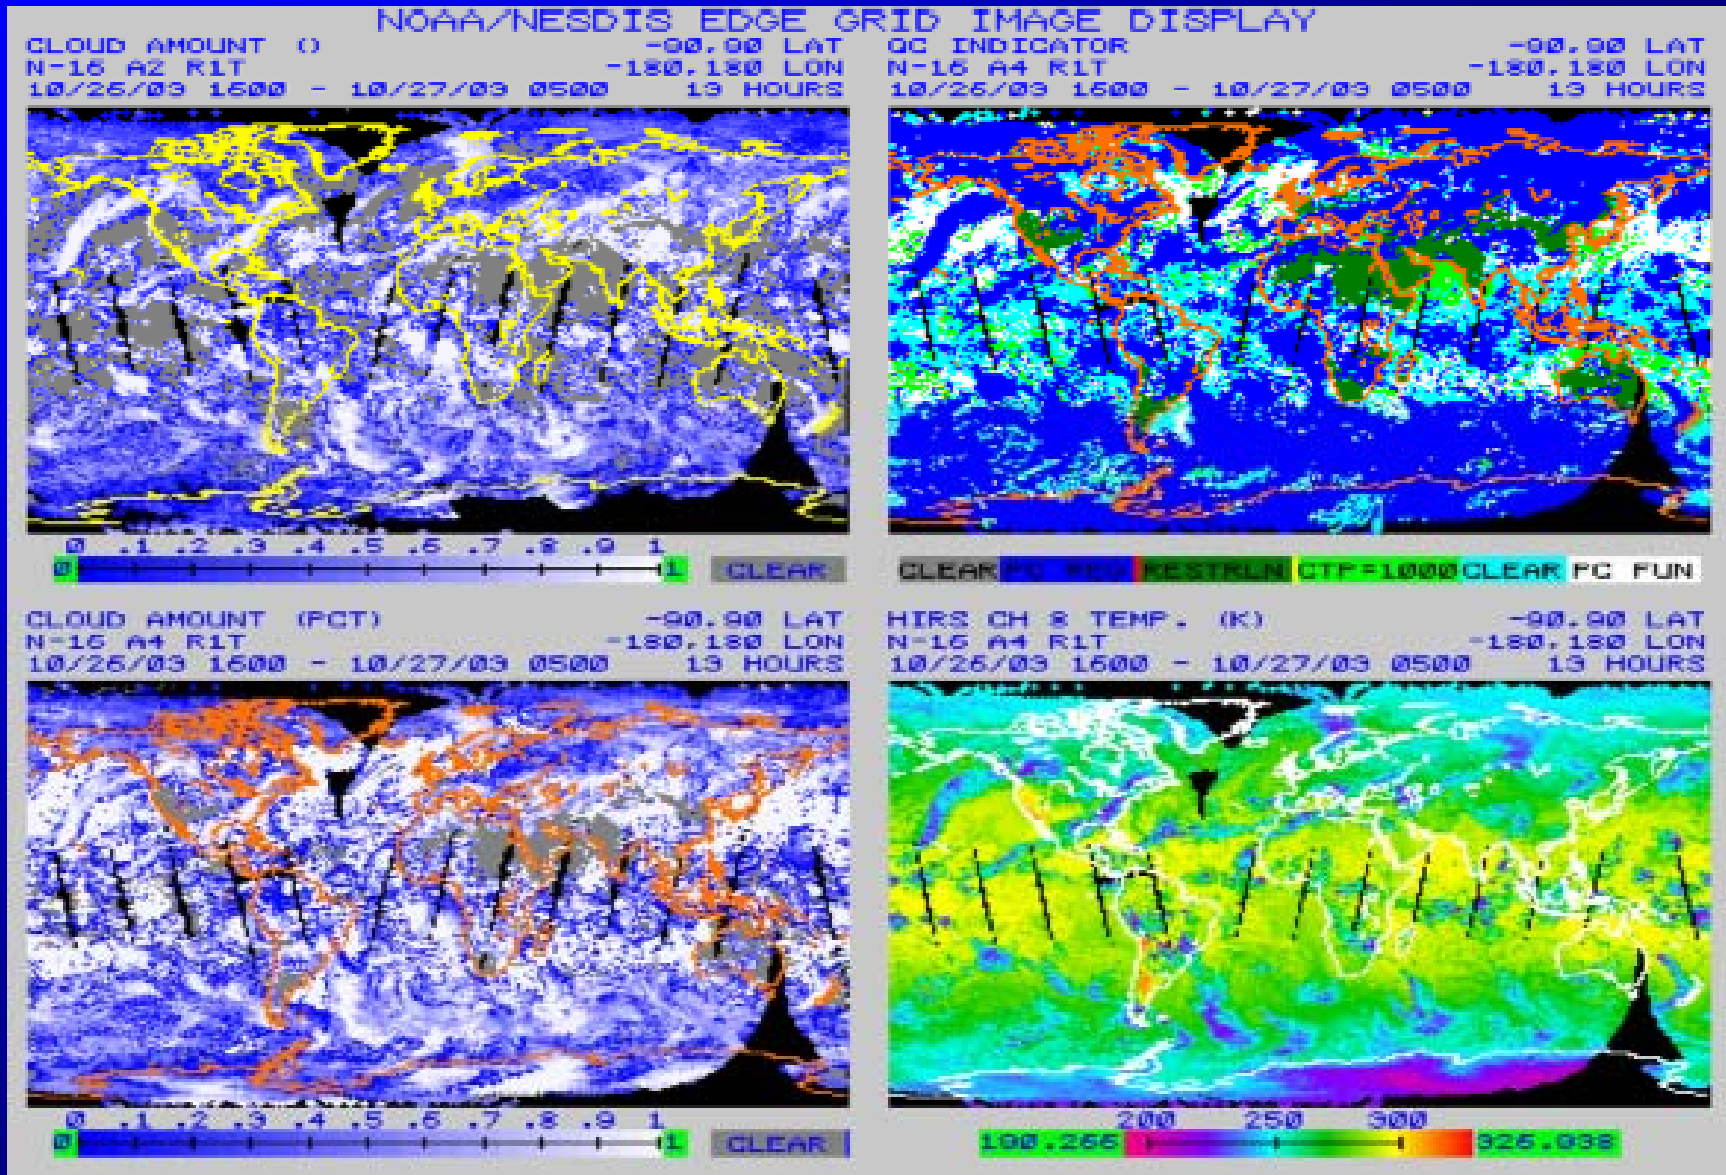 NOAA/NESDIS EDGE GRID IMAGE DISPLAY
CLOUD AMOUNT () -90.90 LAT
N-16 A2 R1T -180.180 LON
10/26/03 1600 - 10/27/03 0500 13 HOURS
0 .1 .2 .3 .4 .5 .6 .7 .8 .9 1
0 1 CLEAR
QC INDICATOR -90.90 LAT
N-16 A4 R1T -180.180 LON
10/26/03 1600 - 10/27/03 0500 13 HOURS
CLEAR PC REG RESTRLN CTP=1000 CLEAR PC FUN
CLOUD AMOUNT (PCT) -90.90 LAT
N-16 A4 R1T -180.180 LON
10/26/03 1600 - 10/27/03 0500 13 HOURS
0 .1 .2 .3 .4 .5 .6 .7 .8 .9 1
0 1 CLEAR
HIRS CH 8 TEMP. (K) -90.90 LAT
N-16 A4 R1T -180.180 LON
10/26/03 1600 - 10/27/03 0500 13 HOURS
200 250 300
190.266 326.938